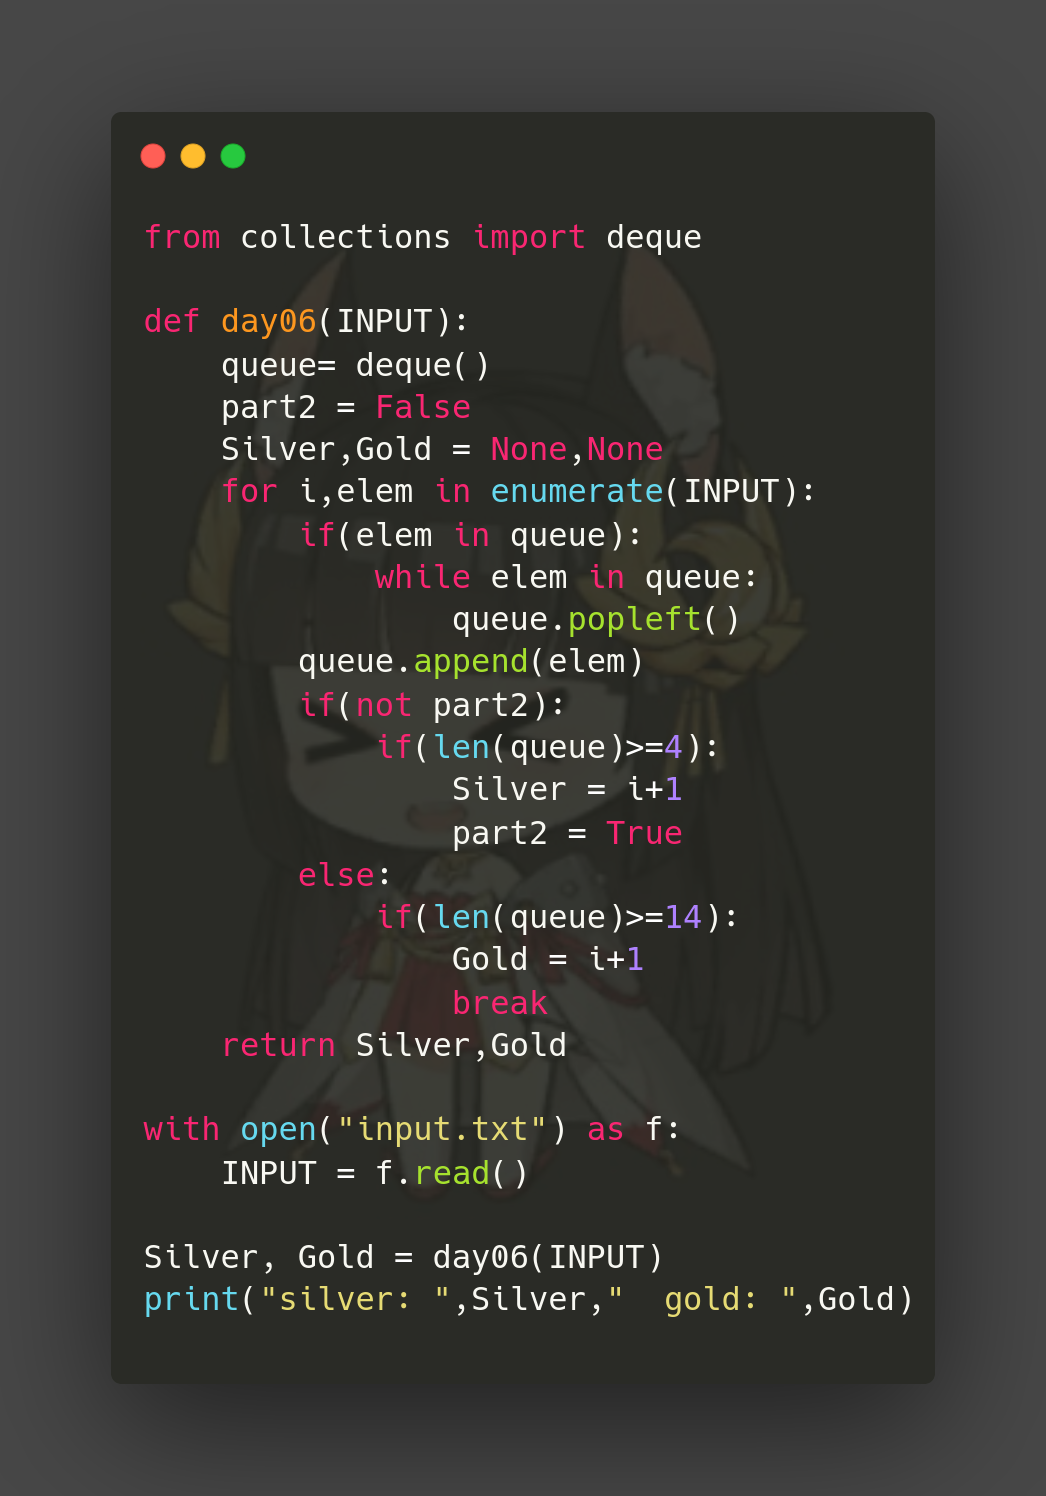 from collections import deque

def day06(INPUT):
    queue= deque()
    part2 = False
    Silver,Gold = None,None
    for i,elem in enumerate(INPUT):
        if(elem in queue):
            while elem in queue:
                queue.popleft()
        queue.append(elem)
        if(not part2):
            if(len(queue)>=4):
                Silver = i+1
                part2 = True
        else:
            if(len(queue)>=14):
                Gold = i+1
                break
    return Silver,Gold

with open("input.txt") as f:
    INPUT = f.read()

Silver, Gold = day06(INPUT)
print("silver: ",Silver,"  gold: ",Gold)